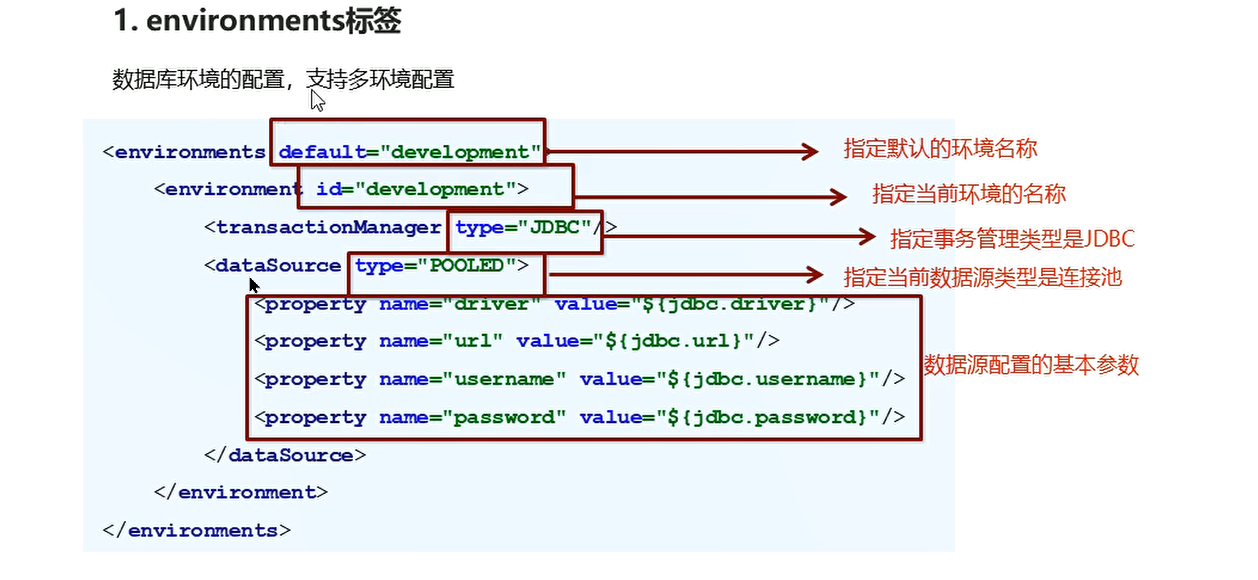 1. environments标签
数据库环境的配置，支持多环境配置
<environments default="development" 指定默认的环境名称
<environment id="development"> 指定当前环境的名称
<transactionManager type="JDBC"/> 指定事务管理类型是JDBC
<dataSource type="POOLED"> 指定当前数据源类型是连接池
<property name="driver" value="${jdbc.driver}"/>
<property name="url" value="${jdbc.url}"/>
数据源配置的基本参数
<property name="username" value="${jdbc.username}"/>
<property name="password" value="${jdbc.password}"/>
</dataSource>
</environment>
</environments>